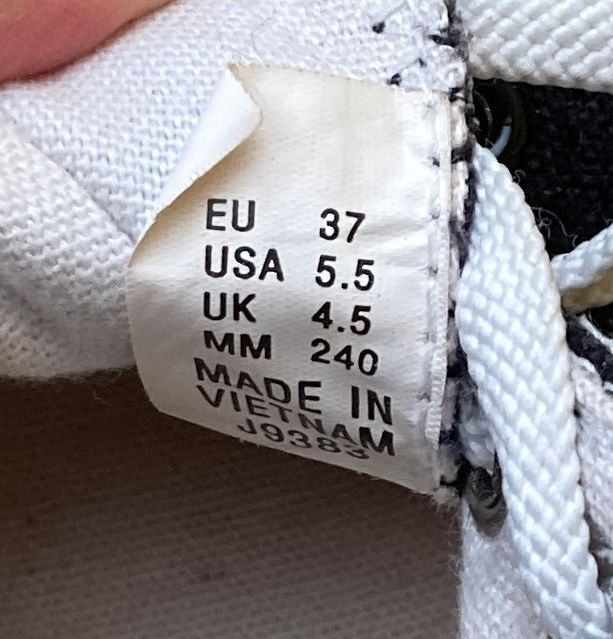 EU 37
USA 5.5
UK 4.5
MM 240
MADE IN
VIETNAM
J9383